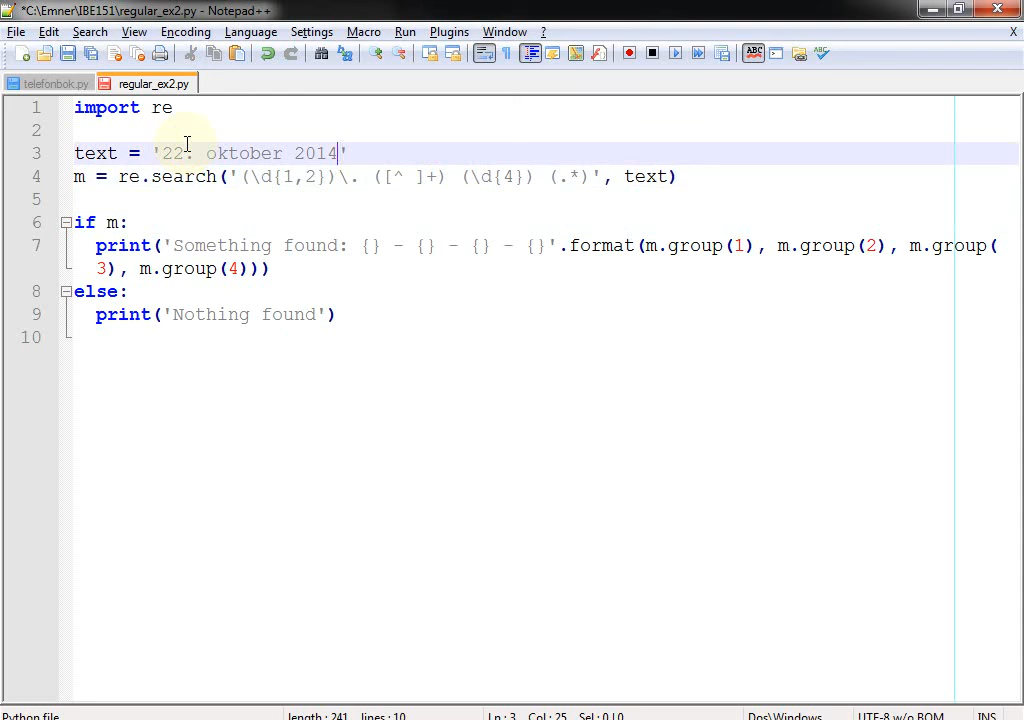 *C:\Emner\IBE151\regular_ex2.py - Notepad++
File Edit Search View Encoding Language Settings Macro Run Plugins Window ? X
telefonbok.py regular_ex2.py
1 import re
2
3 text = '22. oktober 2014'
4 m = re.search('(\d{1,2})\. ([^ ]+) (\d{4}) (.*)', text)
5
6 if m:
7 print('Something found: {} - {} - {} - {}'.format(m.group(1), m.group(2), m.group(
3), m.group(4)))
8 else:
9 print('Nothing found')
10
Python file length : 241 lines : 10 Ln : 3 Col : 25 Sel : 0 | 0 Dos\Windows UTF-8 w/o BOM INS